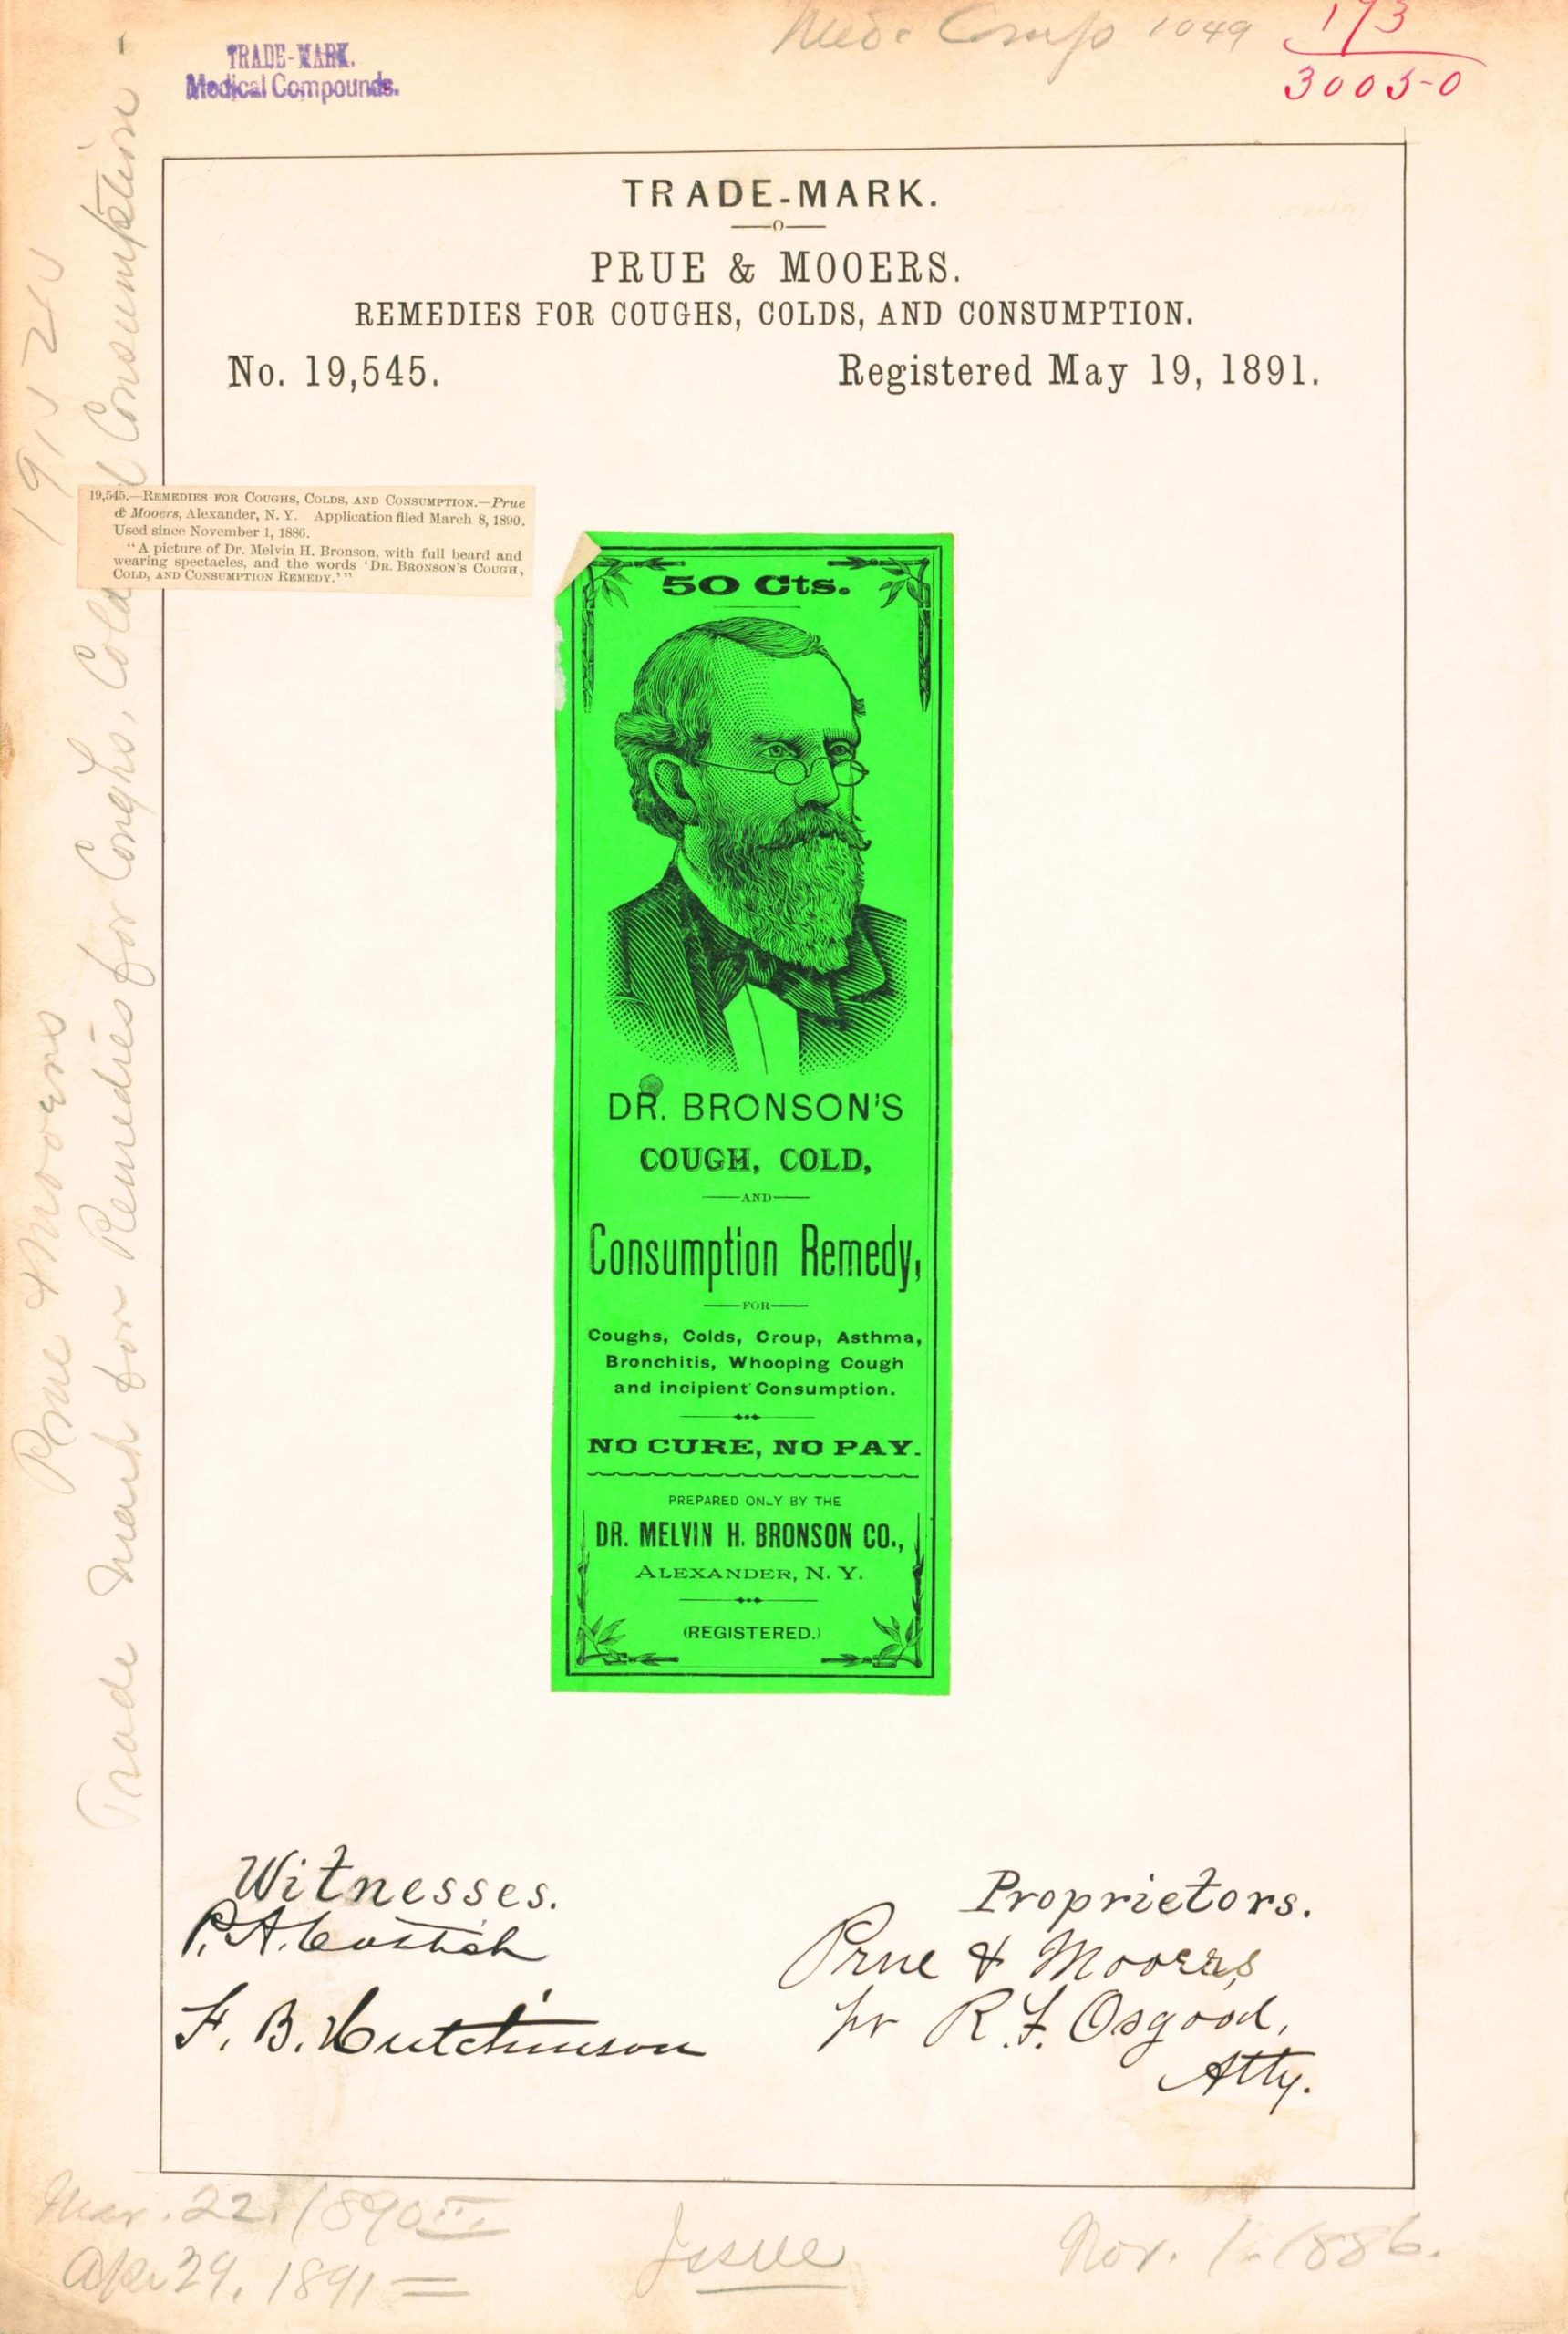 Med. Comp 1049
173
30050
TRADE-MARK.
Medical Compounds.
TRADE-MARK.
PRUE & MOOERS.
REMEDIES FOR COUGHS, COLDS, AND CONSUMPTION.
No. 19,545.
Registered May 19, 1891.
19,545.—REMEDIES FOR COUGHS, COLDS, AND CONSUMPTION.—Prue
& Mooers, Alexander, N. Y. Application filed March 8, 1890.
Used since November 1, 1886.
"A picture of Dr. Melvin H. Bronson, with full beard and
wearing spectacles, and the words 'DR. BRONSON'S COUGH,
COLD, AND CONSUMPTION REMEDY.'"
Prue & Mooers
Trade Mark for Remedies for Coughs, Cold Consumption
50 Cts.
DR. BRONSON'S
COUGH, COLD,
AND
Consumption Remedy,
FOR
Coughs, Colds, Croup, Asthma,
Bronchitis, Whooping Cough
and incipient Consumption.
NO CURE, NO PAY.
PREPARED ONLY BY THE
DR. MELVIN H. BRONSON CO.,
ALEXANDER, N. Y.
(REGISTERED.)
Witnesses.
P. A. Costich
F. B. Hutchinson
Proprietors.
Prue & Mooers,
pr R. F. Osgood,
Atty.
Mar. 22. 1890
Apr 29. 1891
Issue
Nov. 1. 1886.